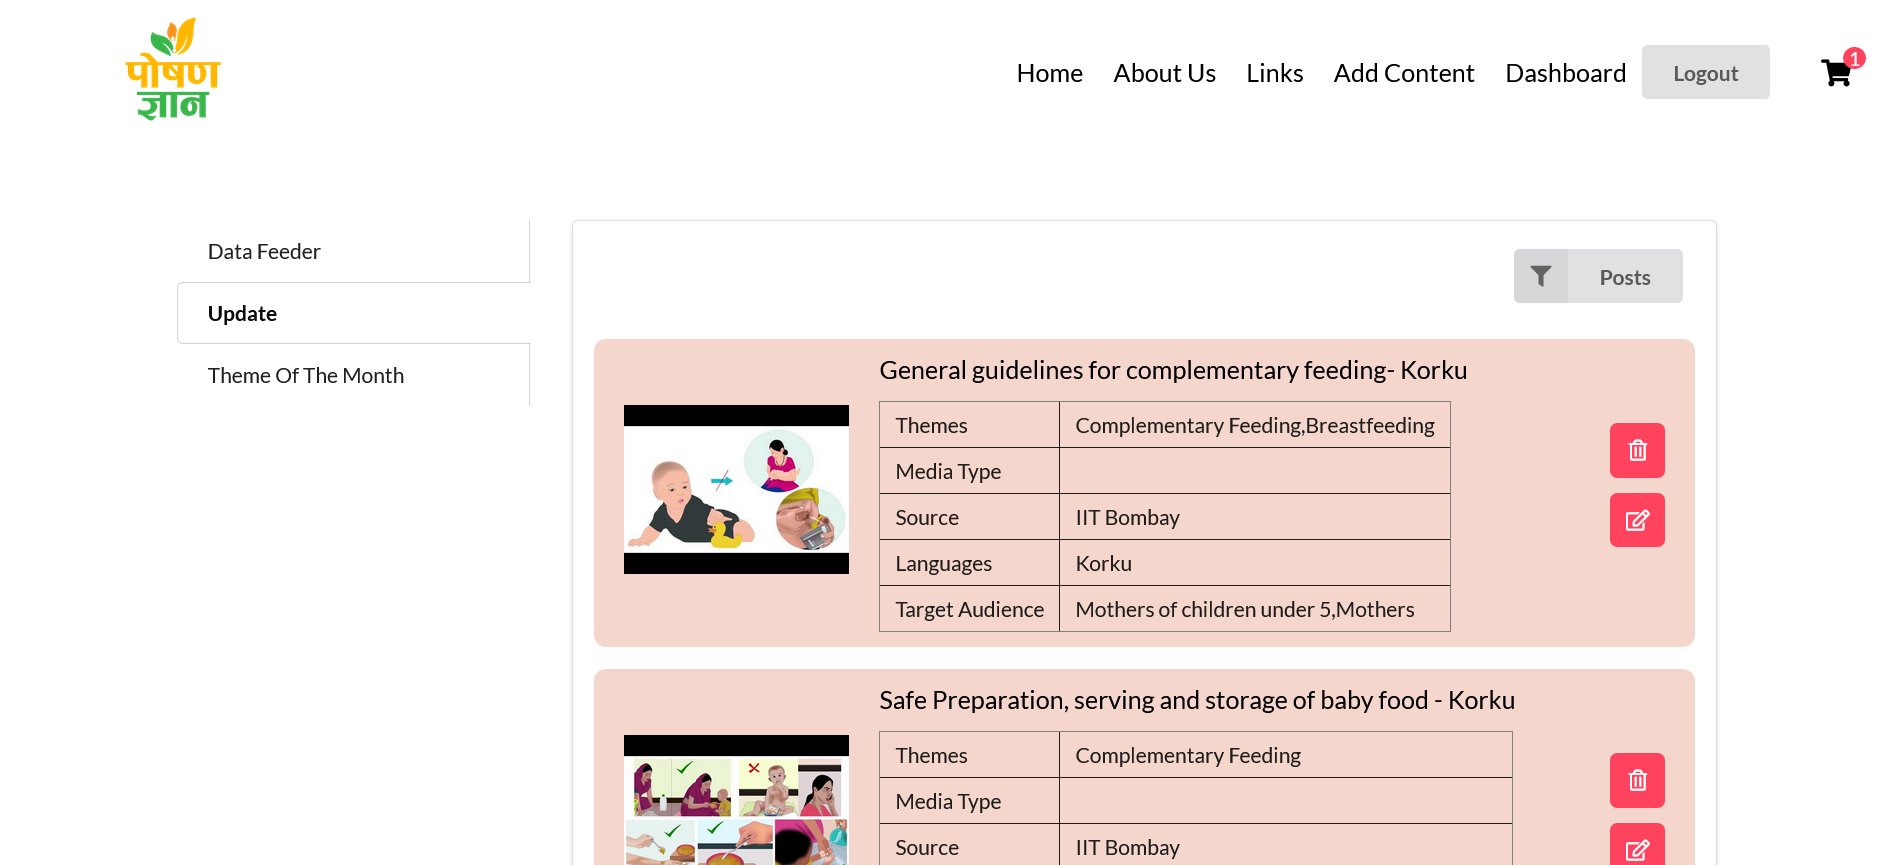 पोषण
ज्ञान
Home About Us Links Add Content Dashboard Logout 1
Data Feeder
Update
Theme Of The Month
Posts
General guidelines for complementary feeding- Korku
Themes Complementary Feeding,Breastfeeding
Media Type
Source IIT Bombay
Languages Korku
Target Audience Mothers of children under 5,Mothers
Safe Preparation, serving and storage of baby food - Korku
Themes Complementary Feeding
Media Type
Source IIT Bombay